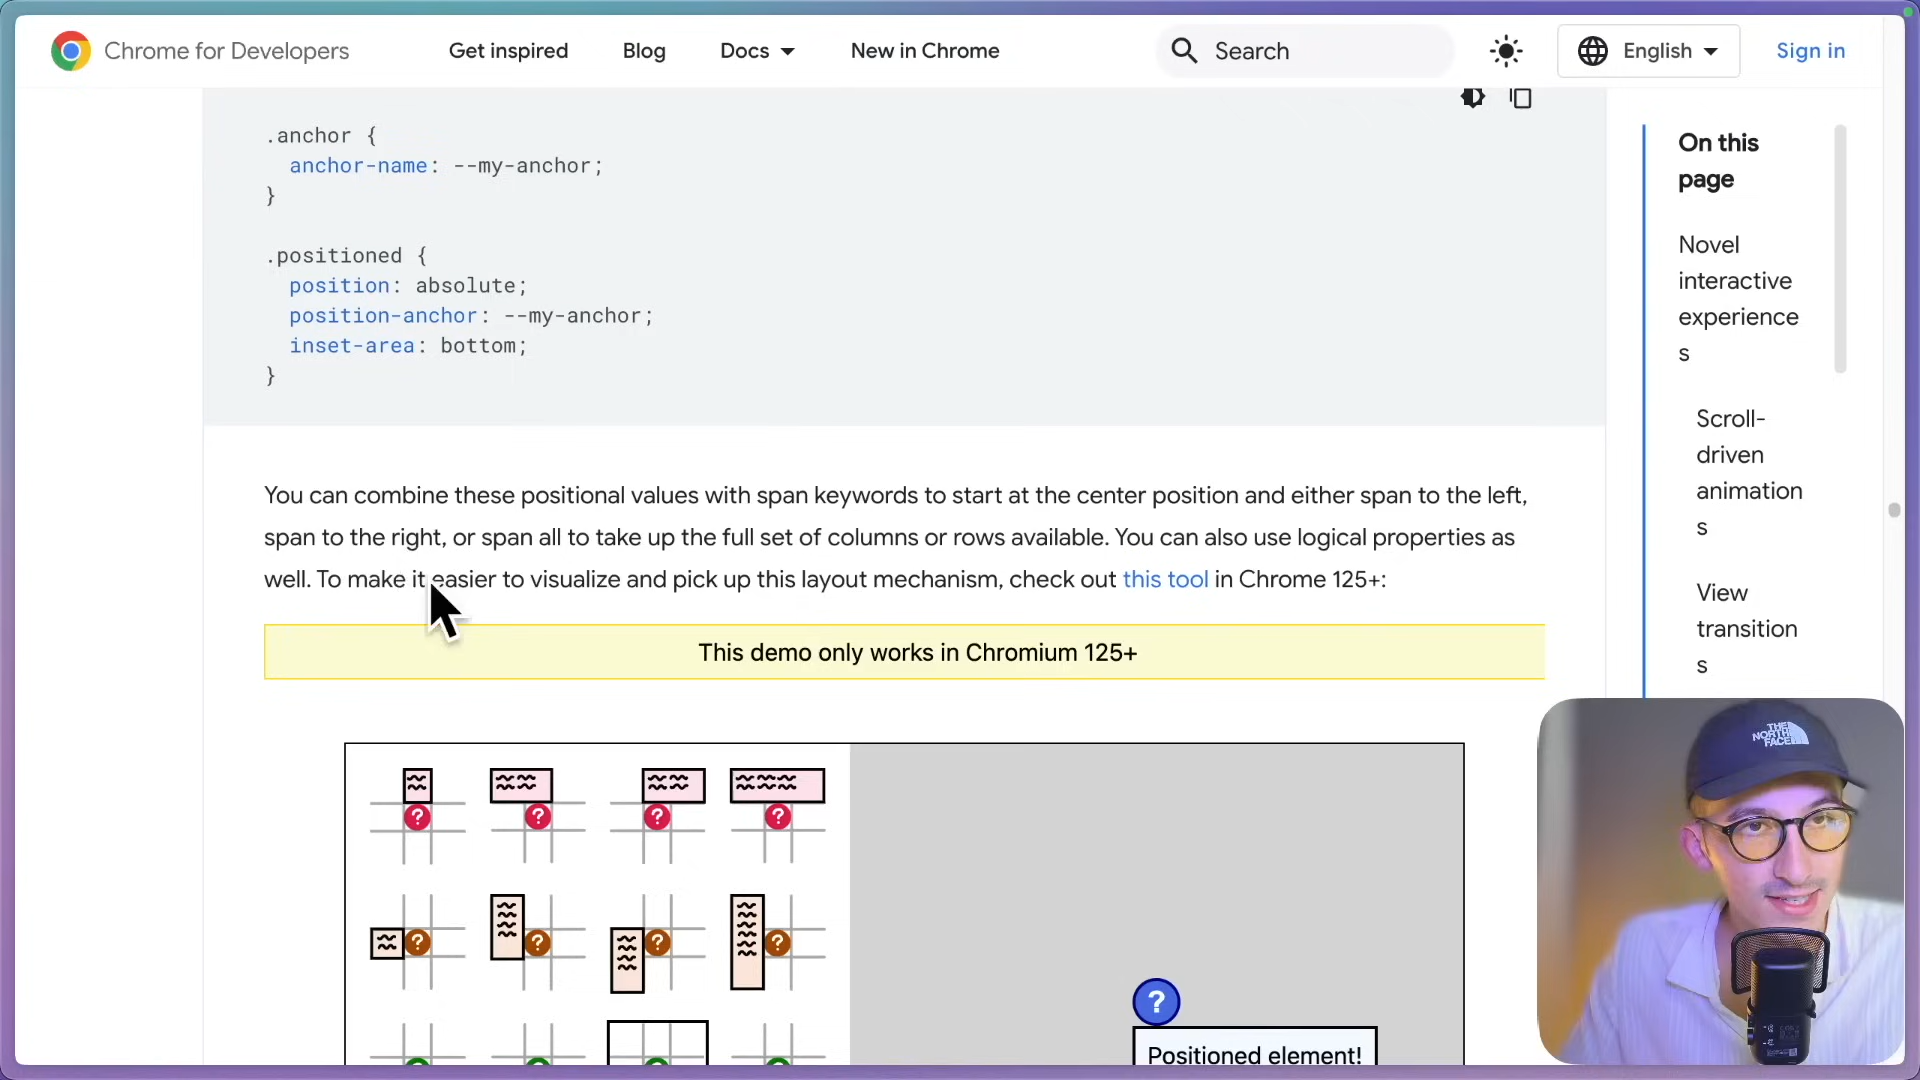 Chrome for Developers
Get inspired
Blog
Docs
New in Chrome
Search
English
Sign in
.anchor {
anchor-name: --my-anchor;
}
.positioned {
position: absolute;
position-anchor: --my-anchor;
inset-area: bottom;
}
You can combine these positional values with span keywords to start at the center position and either span to the left,
span to the right, or span all to take up the full set of columns or rows available. You can also use logical properties as
well. To make it easier to visualize and pick up this layout mechanism, check out this tool in Chrome 125+:
This demo only works in Chromium 125+
? ? ? ?
? ? ? ?
?
Positioned element!
On this
page
Novel
interactive
experience
s
Scroll-
driven
animation
s
View
transition
s
THE
NORTH
FACE